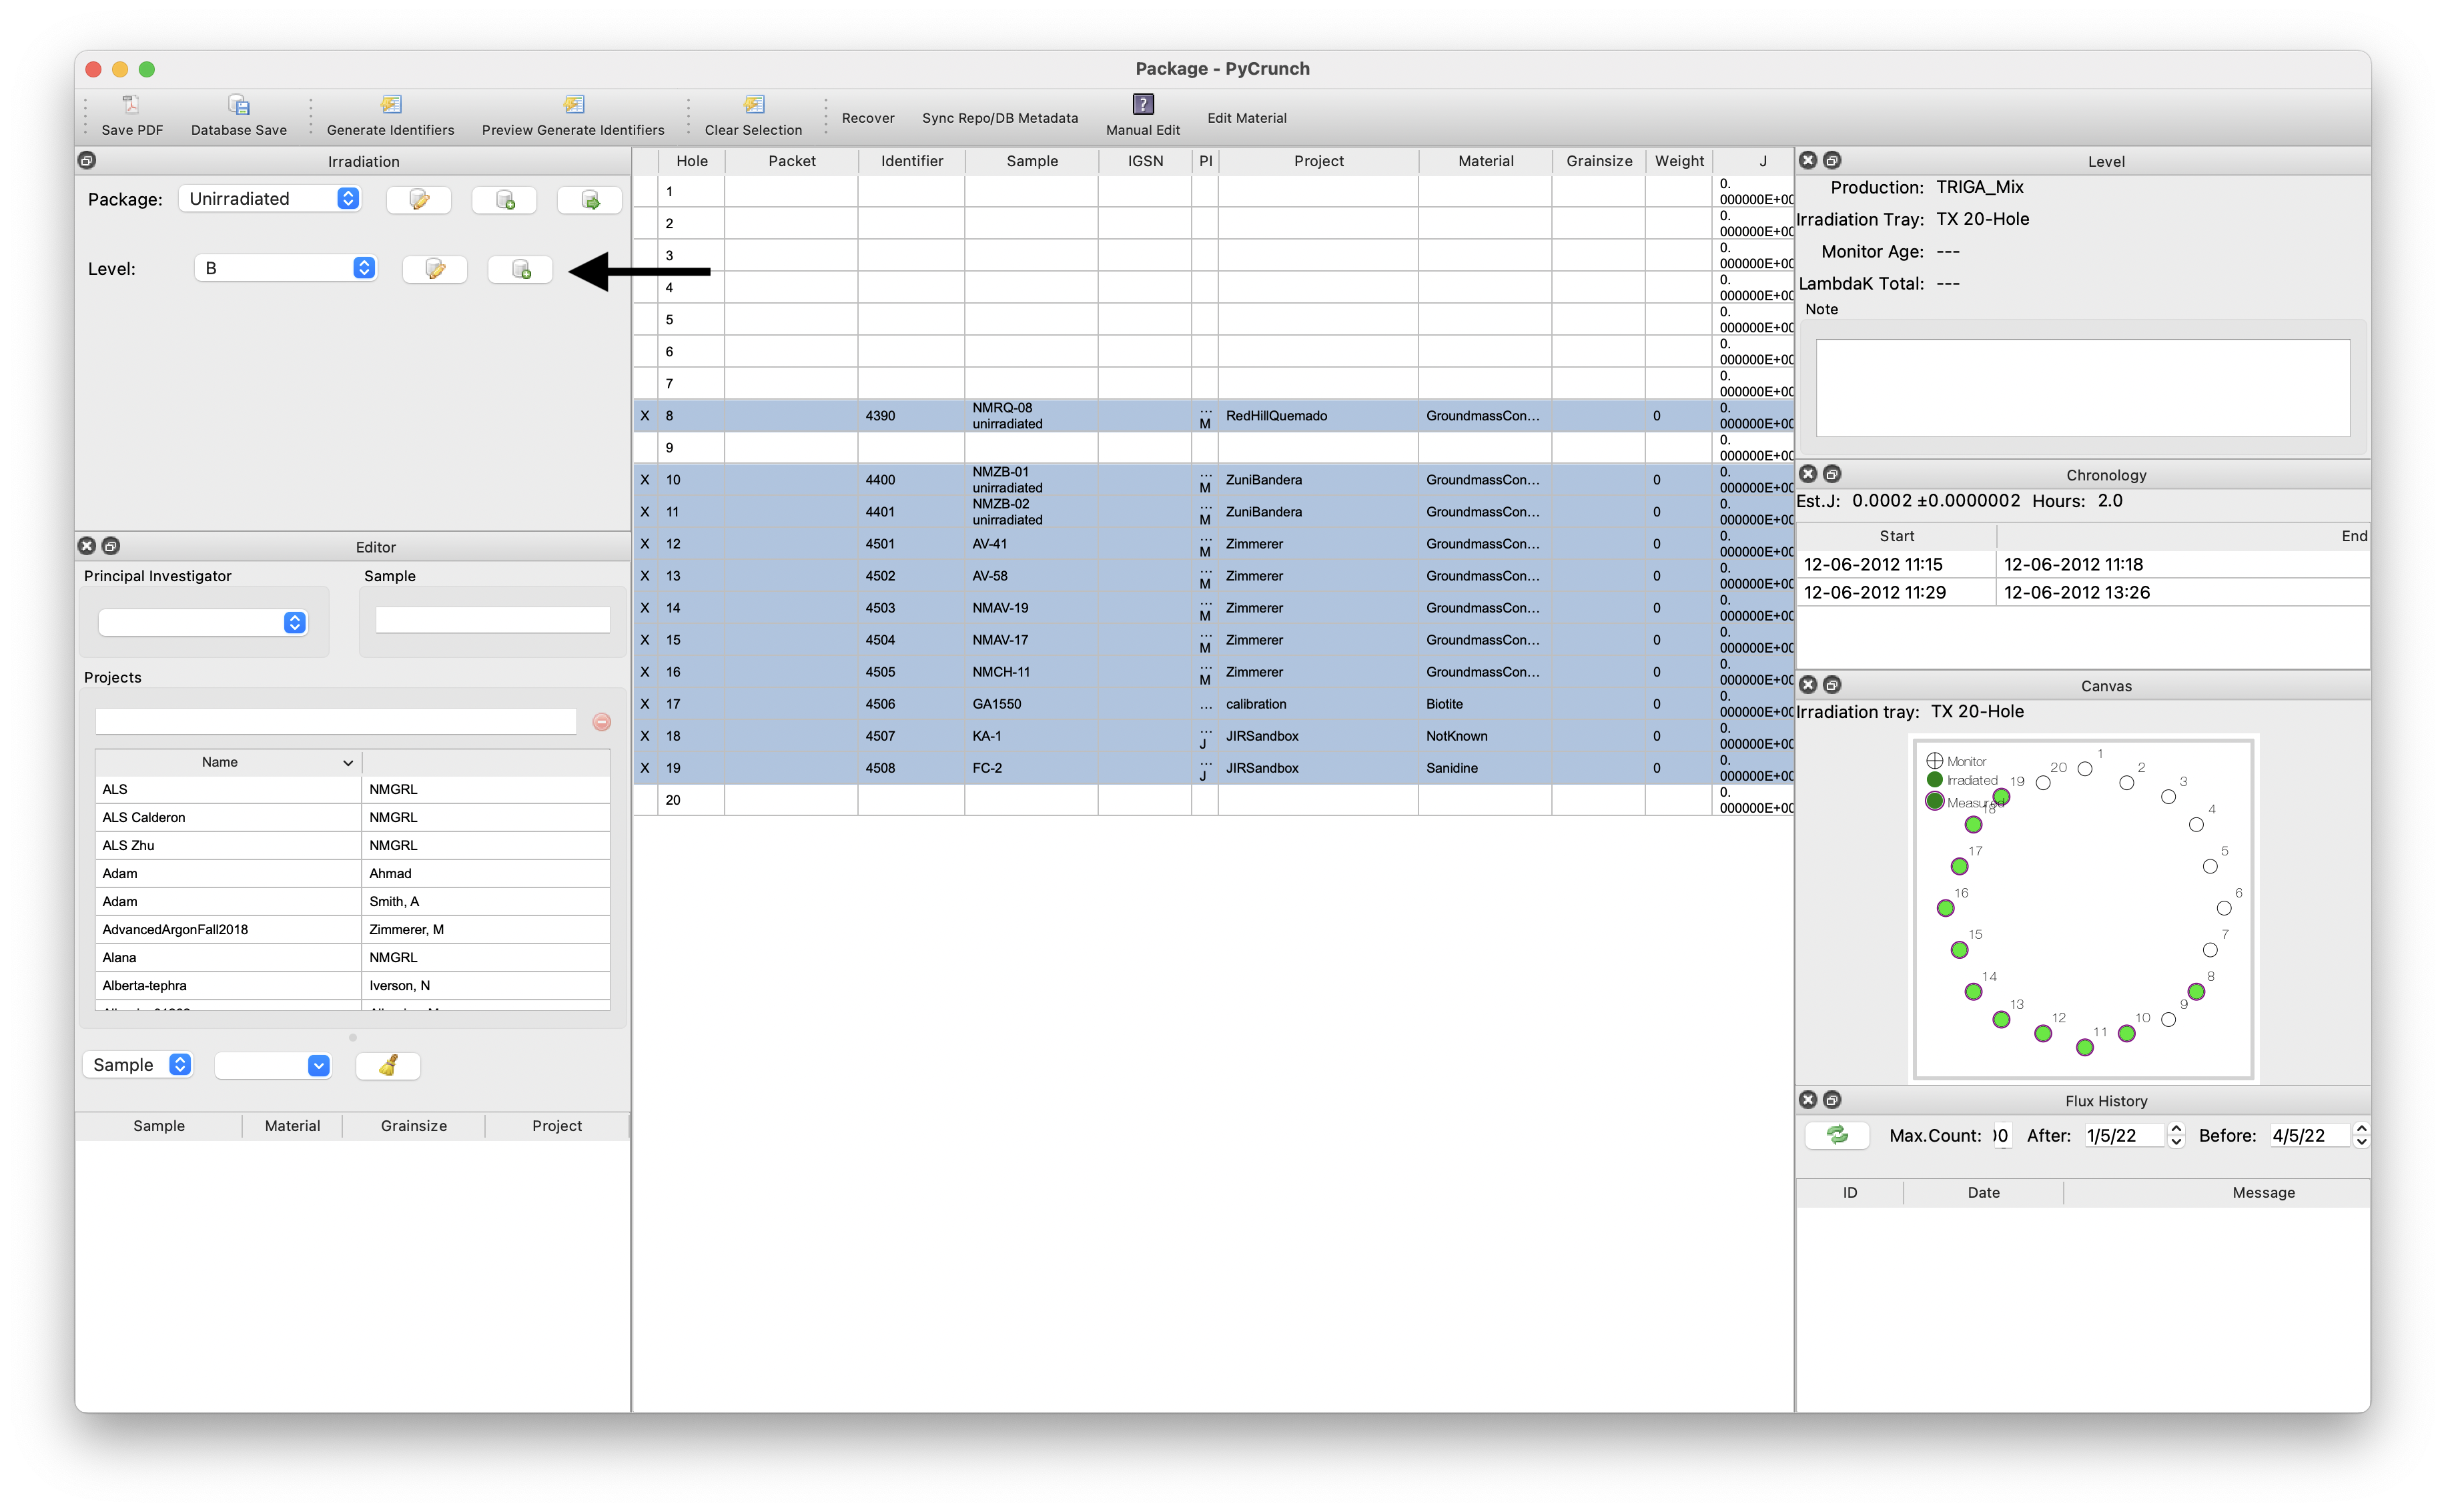 Package - PyCrunch
Save PDF
Database Save
Generate Identifiers
Preview Generate Identifiers
Clear Selection
Recover
Sync Repo/DB Metadata
Manual Edit
Edit Material
Irradiation
Package: Unirradiated
Level: B
Editor
Principal Investigator
Sample
Projects
Name
ALS NMGRL
ALS Calderon NMGRL
ALS Zhu NMGRL
Adam Ahmad
Adam Smith, A
AdvancedArgonFall2018 Zimmerer, M
Alana NMGRL
Alberta-tephra Iverson, N
Sample
Sample Material Grainsize Project
Hole Packet Identifier Sample IGSN PI Project Material Grainsize Weight J
1 0. 000000E+00
2 0. 000000E+00
3 0. 000000E+00
4 0. 000000E+00
5 0. 000000E+00
6 0. 000000E+00
7 0. 000000E+00
X 8 4390 NMRQ-08 unirradiated ... M RedHillQuemado GroundmassCon... 0 0. 000000E+00
9 0. 000000E+00
X 10 4400 NMZB-01 unirradiated ... M ZuniBandera GroundmassCon... 0 0. 000000E+00
X 11 4401 NMZB-02 unirradiated ... M ZuniBandera GroundmassCon... 0 0. 000000E+00
X 12 4501 AV-41 ... M Zimmerer GroundmassCon... 0 0. 000000E+00
X 13 4502 AV-58 ... M Zimmerer GroundmassCon... 0 0. 000000E+00
X 14 4503 NMAV-19 ... M Zimmerer GroundmassCon... 0 0. 000000E+00
X 15 4504 NMAV-17 ... M Zimmerer GroundmassCon... 0 0. 000000E+00
X 16 4505 NMCH-11 ... M Zimmerer GroundmassCon... 0 0. 000000E+00
X 17 4506 GA1550 ... calibration Biotite 0 0. 000000E+00
X 18 4507 KA-1 ... J JIRSandbox NotKnown 0 0. 000000E+00
X 19 4508 FC-2 ... J JIRSandbox Sanidine 0 0. 000000E+00
20 0. 000000E+00
Level
Production: TRIGA_Mix
Irradiation Tray: TX 20-Hole
Monitor Age: ---
LambdaK Total: ---
Note
Chronology
Est.J: 0.0002 ±0.0000002 Hours: 2.0
Start End
12-06-2012 11:15 12-06-2012 11:18
12-06-2012 11:29 12-06-2012 13:26
Canvas
Irradiation tray: TX 20-Hole
Monitor
Irradiated
Measured
1
2
3
4
5
6
7
8
9
10
11
12
13
14
15
16
17
18
19
20
Flux History
Max.Count: 00 After: 1/5/22 Before: 4/5/22
ID Date Message